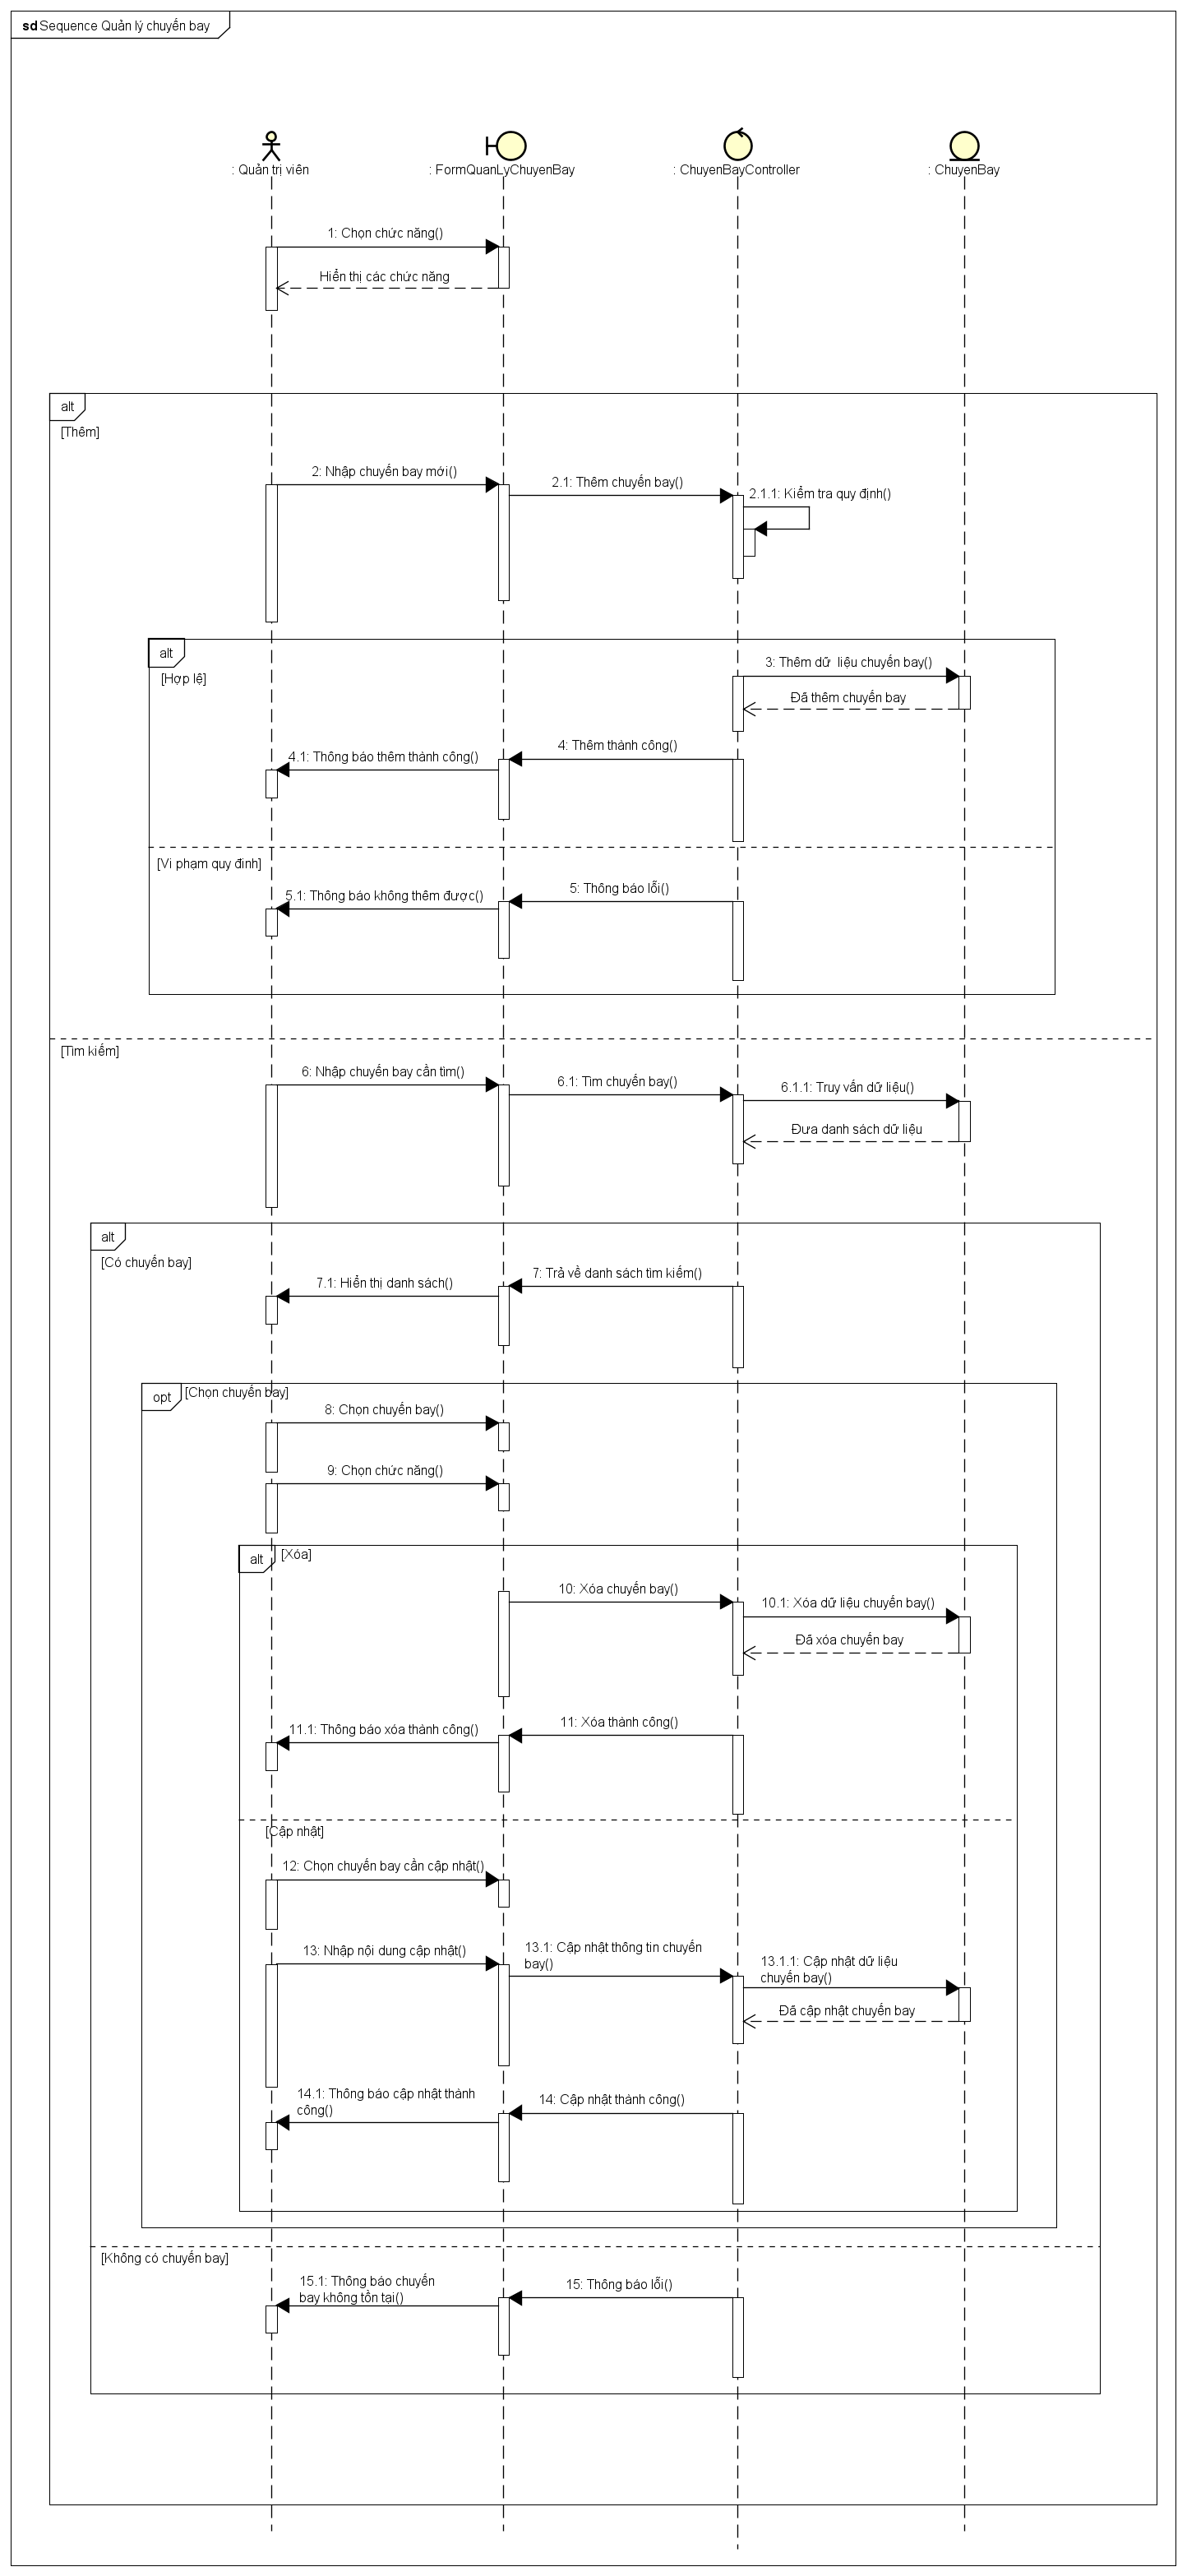 sd Sequence Quản lý chuyến bay
: Quản trị viên
: FormQuanLyChuyenBay
: ChuyenBayController
: ChuyenBay
1: Chọn chức năng()
Hiển thị các chức năng
alt
[Thêm]
2: Nhập chuyến bay mới()
2.1: Thêm chuyến bay()
2.1.1: Kiểm tra quy định()
alt
[Hợp lệ]
3: Thêm dữ liệu chuyến bay()
Đã thêm chuyến bay
4: Thêm thành công()
4.1: Thông báo thêm thành công()
[Vi phạm quy đinh]
5: Thông báo lỗi()
5.1: Thông báo không thêm được()
[Tìm kiếm]
6: Nhập chuyến bay cần tìm()
6.1: Tìm chuyến bay()
6.1.1: Truy vấn dữ liệu()
Đưa danh sách dữ liệu
alt
[Có chuyến bay]
7: Trả về danh sách tìm kiếm()
7.1: Hiển thị danh sách()
opt
[Chọn chuyến bay]
8: Chọn chuyến bay()
9: Chọn chức năng()
alt
[Xóa]
10: Xóa chuyến bay()
10.1: Xóa dữ liệu chuyến bay()
Đã xóa chuyến bay
11: Xóa thành công()
11.1: Thông báo xóa thành công()
[Cập nhật]
12: Chọn chuyến bay cần cập nhật()
13: Nhập nội dung cập nhật()
13.1: Cập nhật thông tin chuyến
bay()
13.1.1: Cập nhật dữ liệu
chuyến bay()
Đã cập nhật chuyến bay
14: Cập nhật thành công()
14.1: Thông báo cập nhật thành
công()
[Không có chuyến bay]
15: Thông báo lỗi()
15.1: Thông báo chuyến
bay không tồn tại()